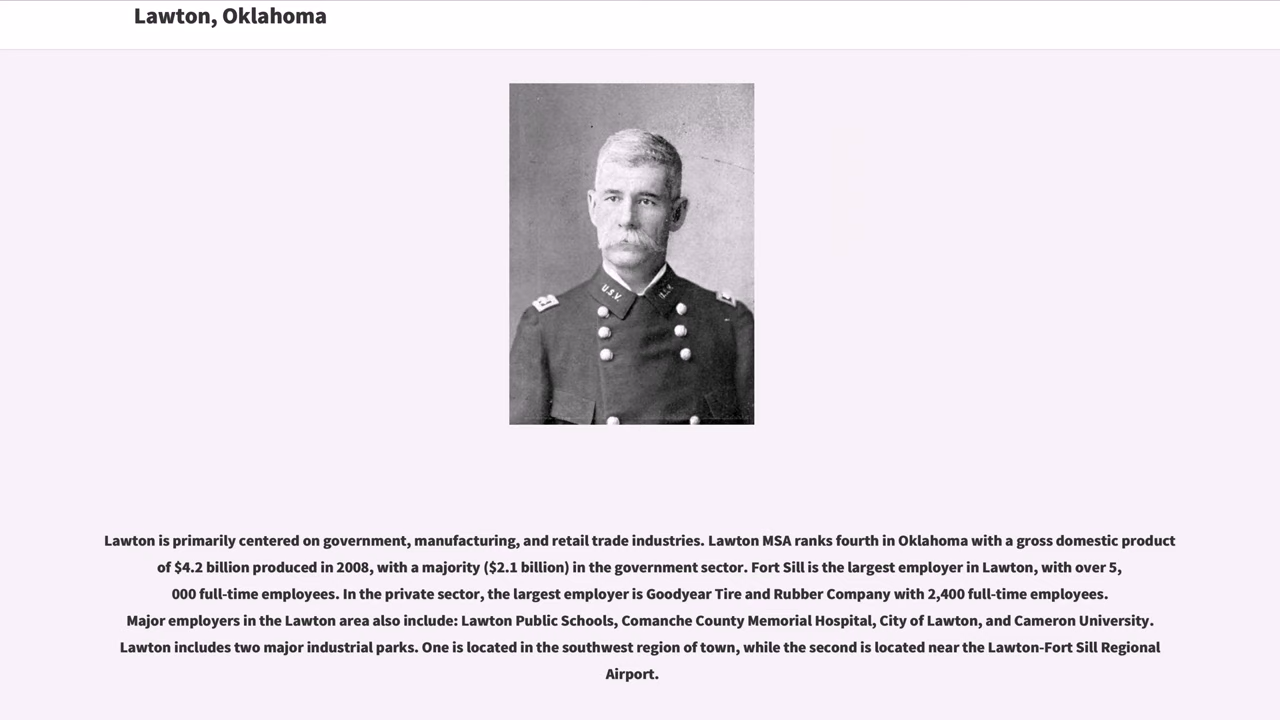 Lawton, Oklahoma
U.S.V.
Lawton is primarily centered on government, manufacturing, and retail trade industries. Lawton MSA ranks fourth in Oklahoma with a gross domestic product
of $4.2 billion produced in 2008, with a majority ($2.1 billion) in the government sector. Fort Sill is the largest employer in Lawton, with over 5,
000 full-time employees. In the private sector, the largest employer is Goodyear Tire and Rubber Company with 2,400 full-time employees.
Major employers in the Lawton area also include: Lawton Public Schools, Comanche County Memorial Hospital, City of Lawton, and Cameron University.
Lawton includes two major industrial parks. One is located in the southwest region of town, while the second is located near the Lawton-Fort Sill Regional
Airport.